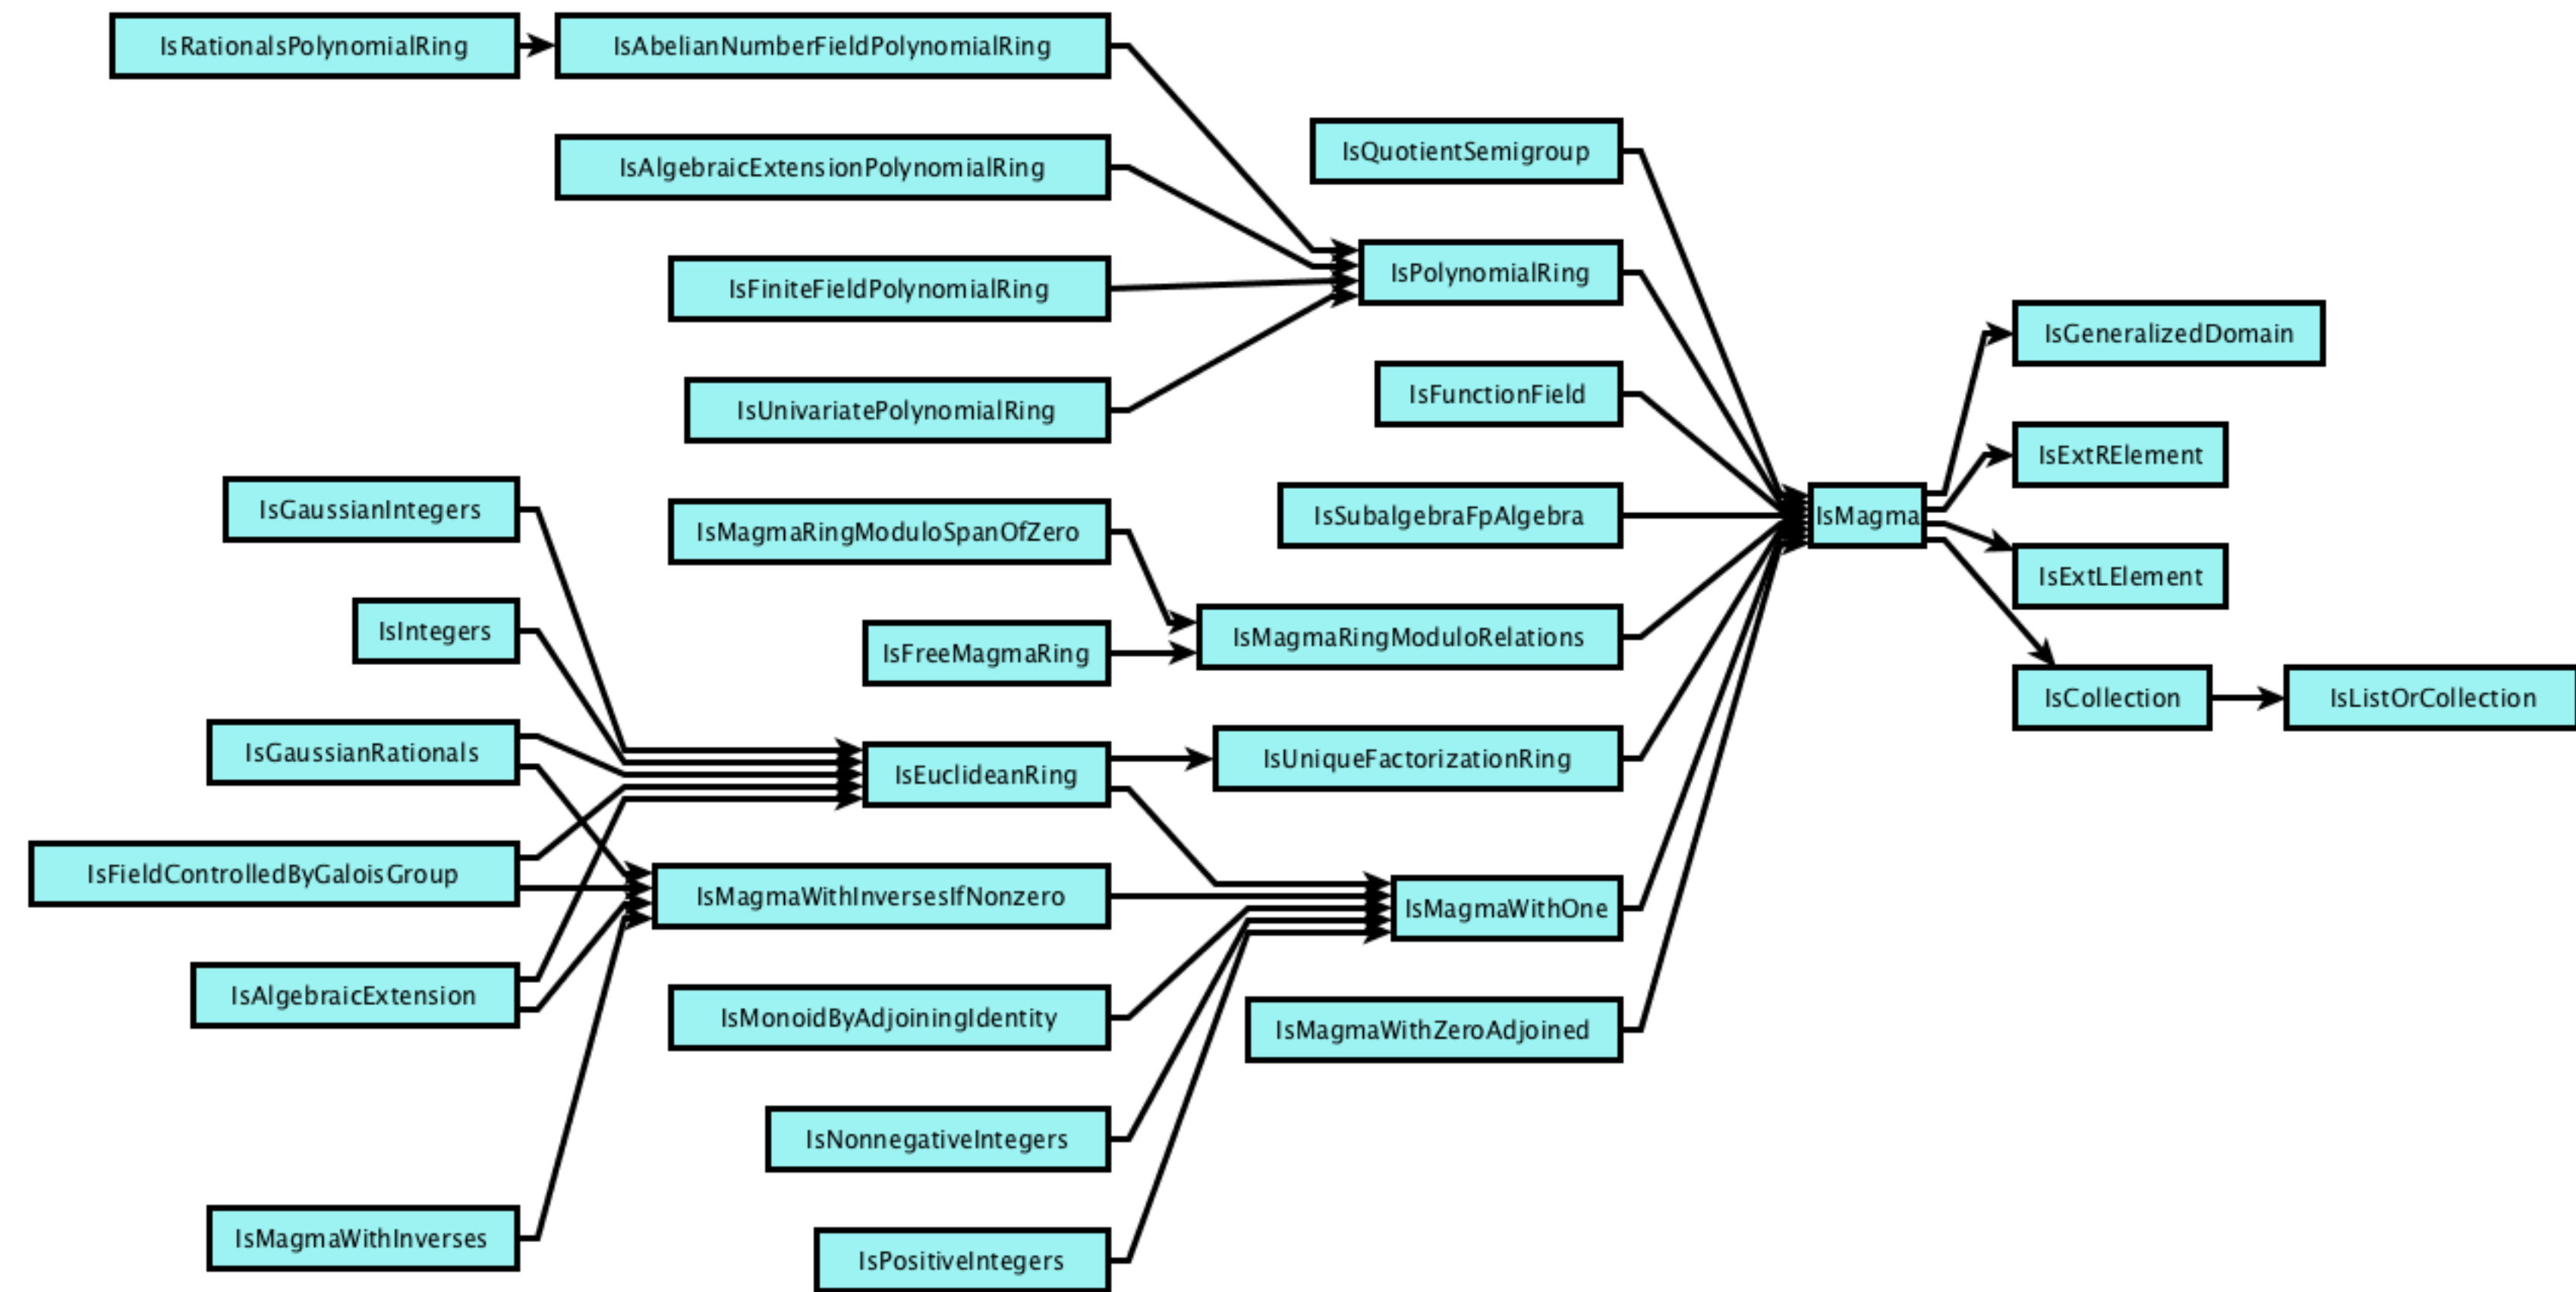 IsRationalsPolynomialRing
IsAbelianNumberFieldPolynomialRing
IsAlgebraicExtensionPolynomialRing
IsQuotientSemigroup
IsFiniteFieldPolynomialRing
IsPolynomialRing
IsGeneralizedDomain
IsUnivariatePolynomialRing
IsFunctionField
IsExtRElement
IsGaussianIntegers
IsMagmaRingModuloSpanOfZero
IsSubalgebraFpAlgebra
IsMagma
IsExtLElement
IsIntegers
IsFreeMagmaRing
IsMagmaRingModuloRelations
IsCollection
IsListOrCollection
IsGaussianRationals
IsEuclideanRing
IsUniqueFactorizationRing
IsFieldControlledByGaloisGroup
IsMagmaWithInversesIfNonzero
IsMagmaWithOne
IsAlgebraicExtension
IsMonoidByAdjoiningIdentity
IsMagmaWithZeroAdjoined
IsNonnegativeIntegers
IsMagmaWithInverses
IsPositiveIntegers